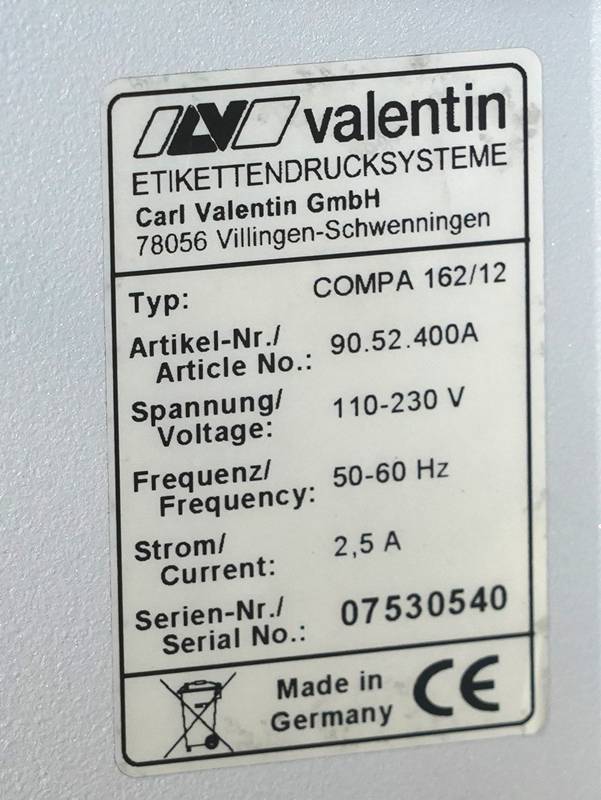 valentin
ETIKETTENDRUCKSYSTEME
Carl Valentin GmbH
78056 Villingen-Schwenningen
Typ: COMPA 162/12
Artikel-Nr./
Article No.: 90.52.400A
Spannung/
Voltage: 110-230 V
Frequenz/
Frequency: 50-60 Hz
Strom/
Current: 2,5 A
Serien-Nr./
Serial No.: 07530540
Made in
Germany
CE